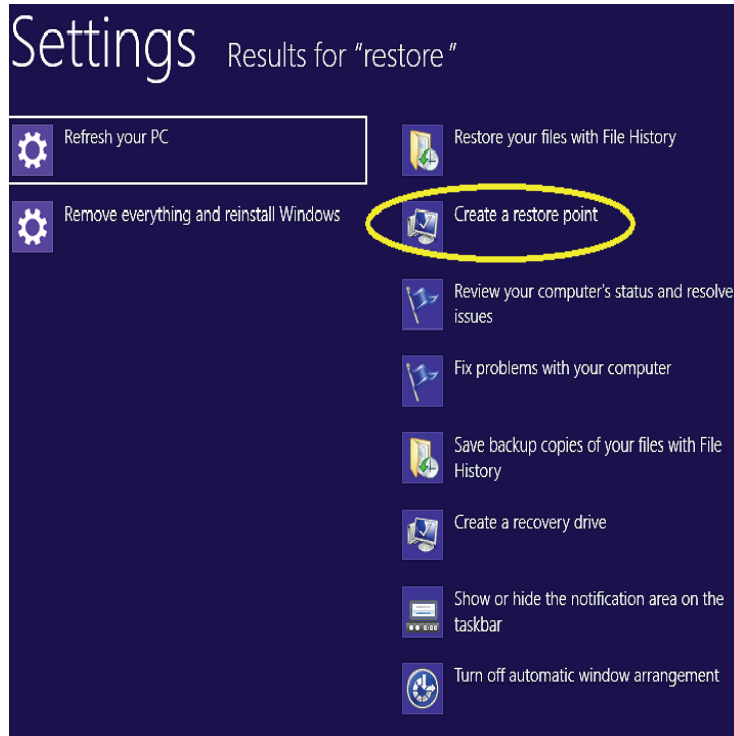 Settings Results for "restore"
Refresh your PC
Remove everything and reinstall Windows
Restore your files with File History
Create a restore point
Review your computer's status and resolve
issues
Fix problems with your computer
Save backup copies of your files with File
History
Create a recovery drive
Show or hide the notification area on the
taskbar
Turn off automatic window arrangement